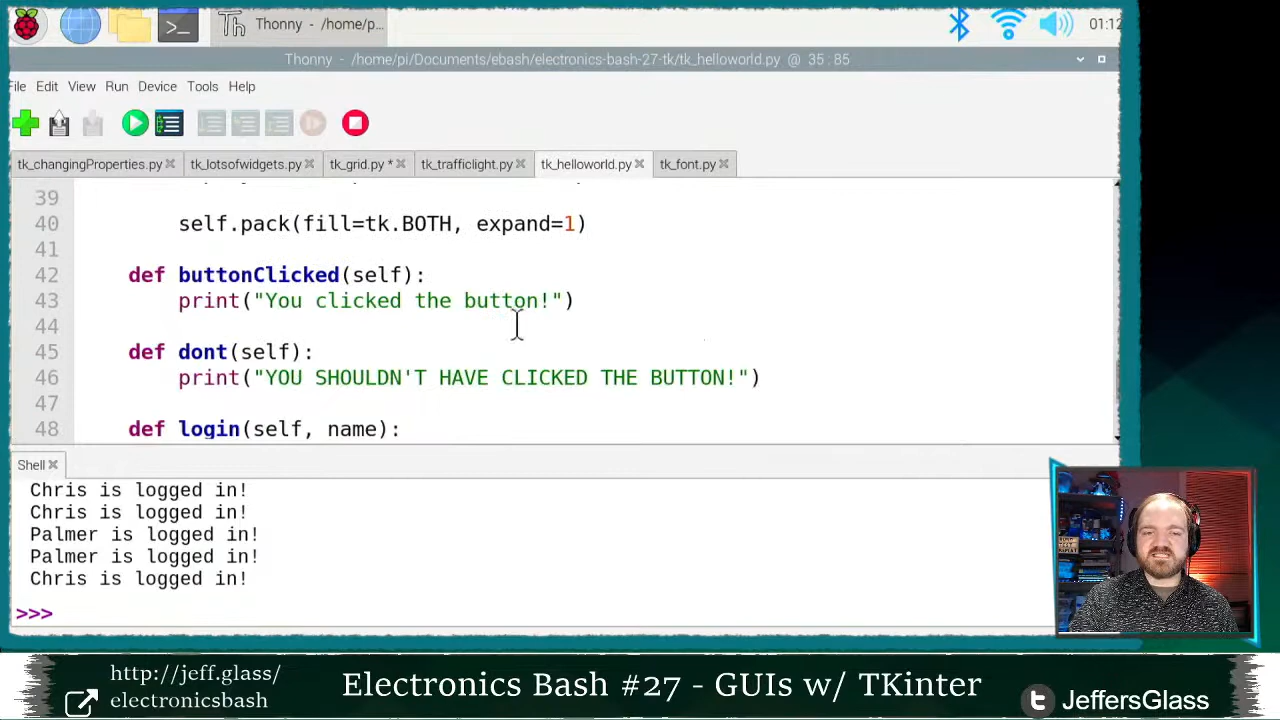 Thonny - /home/p...
01:12
Thonny - /home/pi/Documents/ebash/electronics-bash-27-tk/tk_helloworld.py @ 35 : 85
File Edit View Run Device Tools Help
tk_changingProperties.py tk_lotsofwidgets.py tk_grid.py * tk_trafficlight.py tk_helloworld.py tk_font.py
39
40 self.pack(fill=tk.BOTH, expand=1)
41
42 def buttonClicked(self):
43 print("You clicked the button!")
44
45 def dont(self):
46 print("YOU SHOULDN'T HAVE CLICKED THE BUTTON!")
47
48 def login(self, name):
Shell
Chris is logged in!
Chris is logged in!
Palmer is logged in!
Palmer is logged in!
Chris is logged in!
>>>
http://jeff.glass/
electronicsbash
Electronics Bash #27 - GUIs w/ TKinter
JeffersGlass